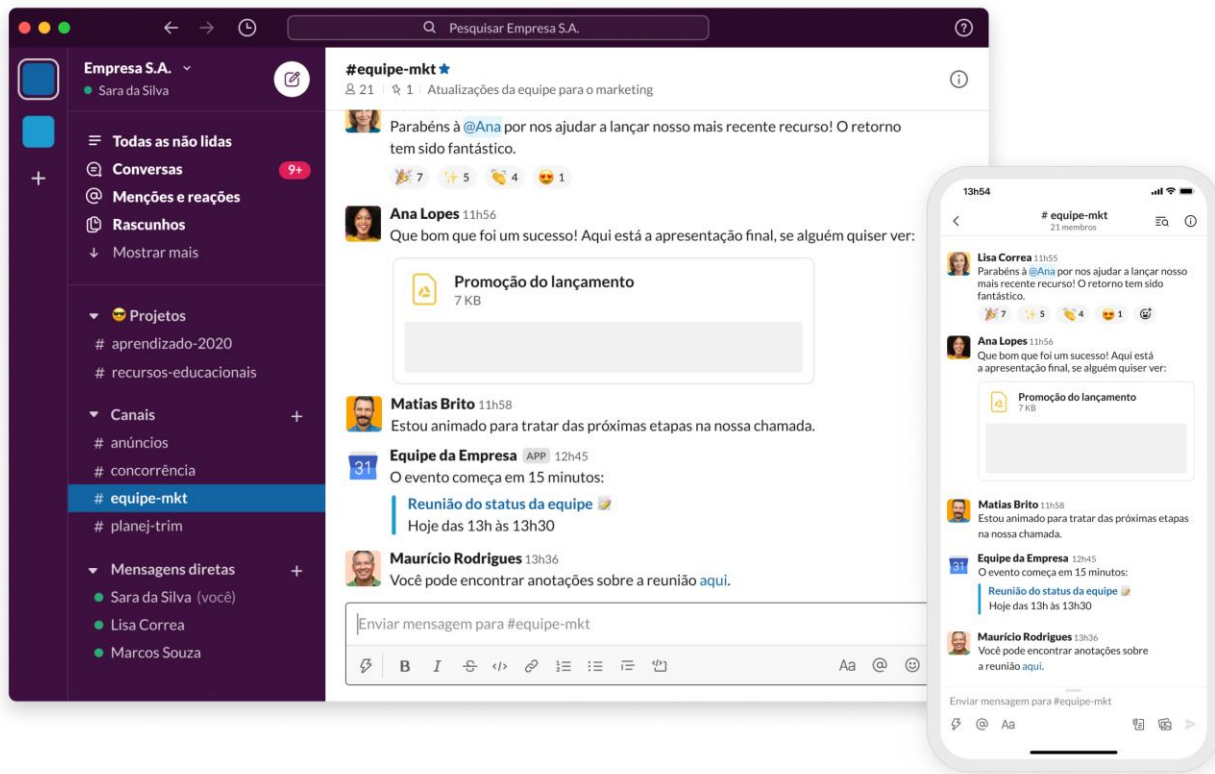 Pesquisar Empresa S.A.
Empresa S.A.
Sara da Silva
Todas as não lidas
Conversas
9+
Menções e reações
Rascunhos
Mostrar mais
Projetos
# aprendizado-2020
# recursos-educacionais
Canais
# anúncios
# concorrência
# equipe-mkt
# planej-trim
Mensagens diretas
Sara da Silva (você)
Lisa Correa
Marcos Souza
#equipe-mkt
21 | 1 | Atualizações da equipe para o marketing
Parabéns à @Ana por nos ajudar a lançar nosso mais recente recurso! O retorno
tem sido fantástico.
7 5 4 1
Ana Lopes 11h56
Que bom que foi um sucesso! Aqui está a apresentação final, se alguém quiser ver:
Promoção do lançamento
7 KB
Matias Brito 11h58
Estou animado para tratar das próximas etapas na nossa chamada.
31
Equipe da Empresa APP 12h45
O evento começa em 15 minutos:
Reunião do status da equipe
Hoje das 13h às 13h30
Maurício Rodrigues 13h36
Você pode encontrar anotações sobre a reunião aqui.
Enviar mensagem para #equipe-mkt
B I Aa @
13h54
# equipe-mkt
21 membros
Lisa Correa 11h55
Parabéns à @Ana por nos ajudar a lançar nosso
mais recente recurso! O retorno tem sido
fantástico.
7 5 4 1
Ana Lopes 11h56
Que bom que foi um sucesso! Aqui está
a apresentação final, se alguém quiser ver:
Promoção do lançamento
7 KB
Matias Brito 11h58
Estou animado para tratar das próximas etapas
na nossa chamada.
31
Equipe da Empresa 12h45
O evento começa em 15 minutos:
Reunião do status da equipe
Hoje das 13h às 13h30
Maurício Rodrigues 13h36
Você pode encontrar anotações sobre
a reunião aqui.
Enviar mensagem para #equipe-mkt
@ Aa